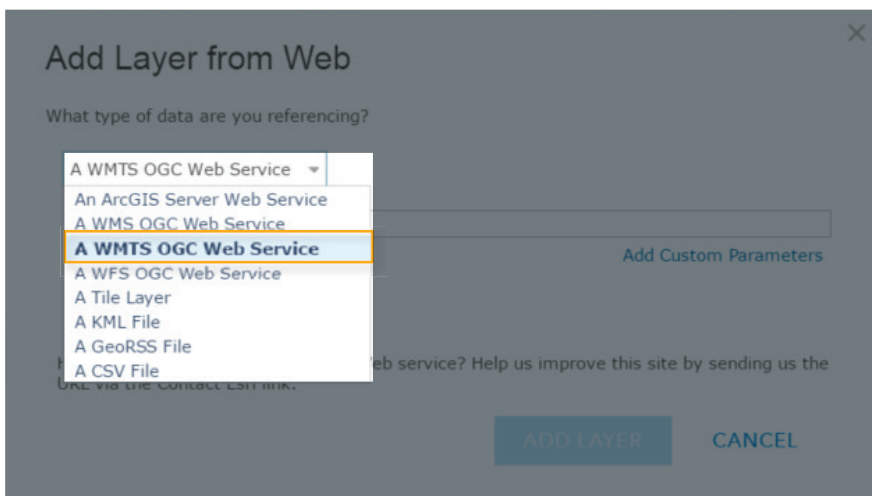 Add Layer from Web
What type of data are you referencing?
A WMTS OGC Web Service
An ArcGIS Server Web Service
A WMS OGC Web Service
A WMTS OGC Web Service
Add Custom Parameters
A WFS OGC Web Service
A Tile Layer
A KML File
A GeoRSS File
eb service? Help us improve this site by sending us the
A CSV File
URL via the Contact Esri link.
ADD LAYER CANCEL